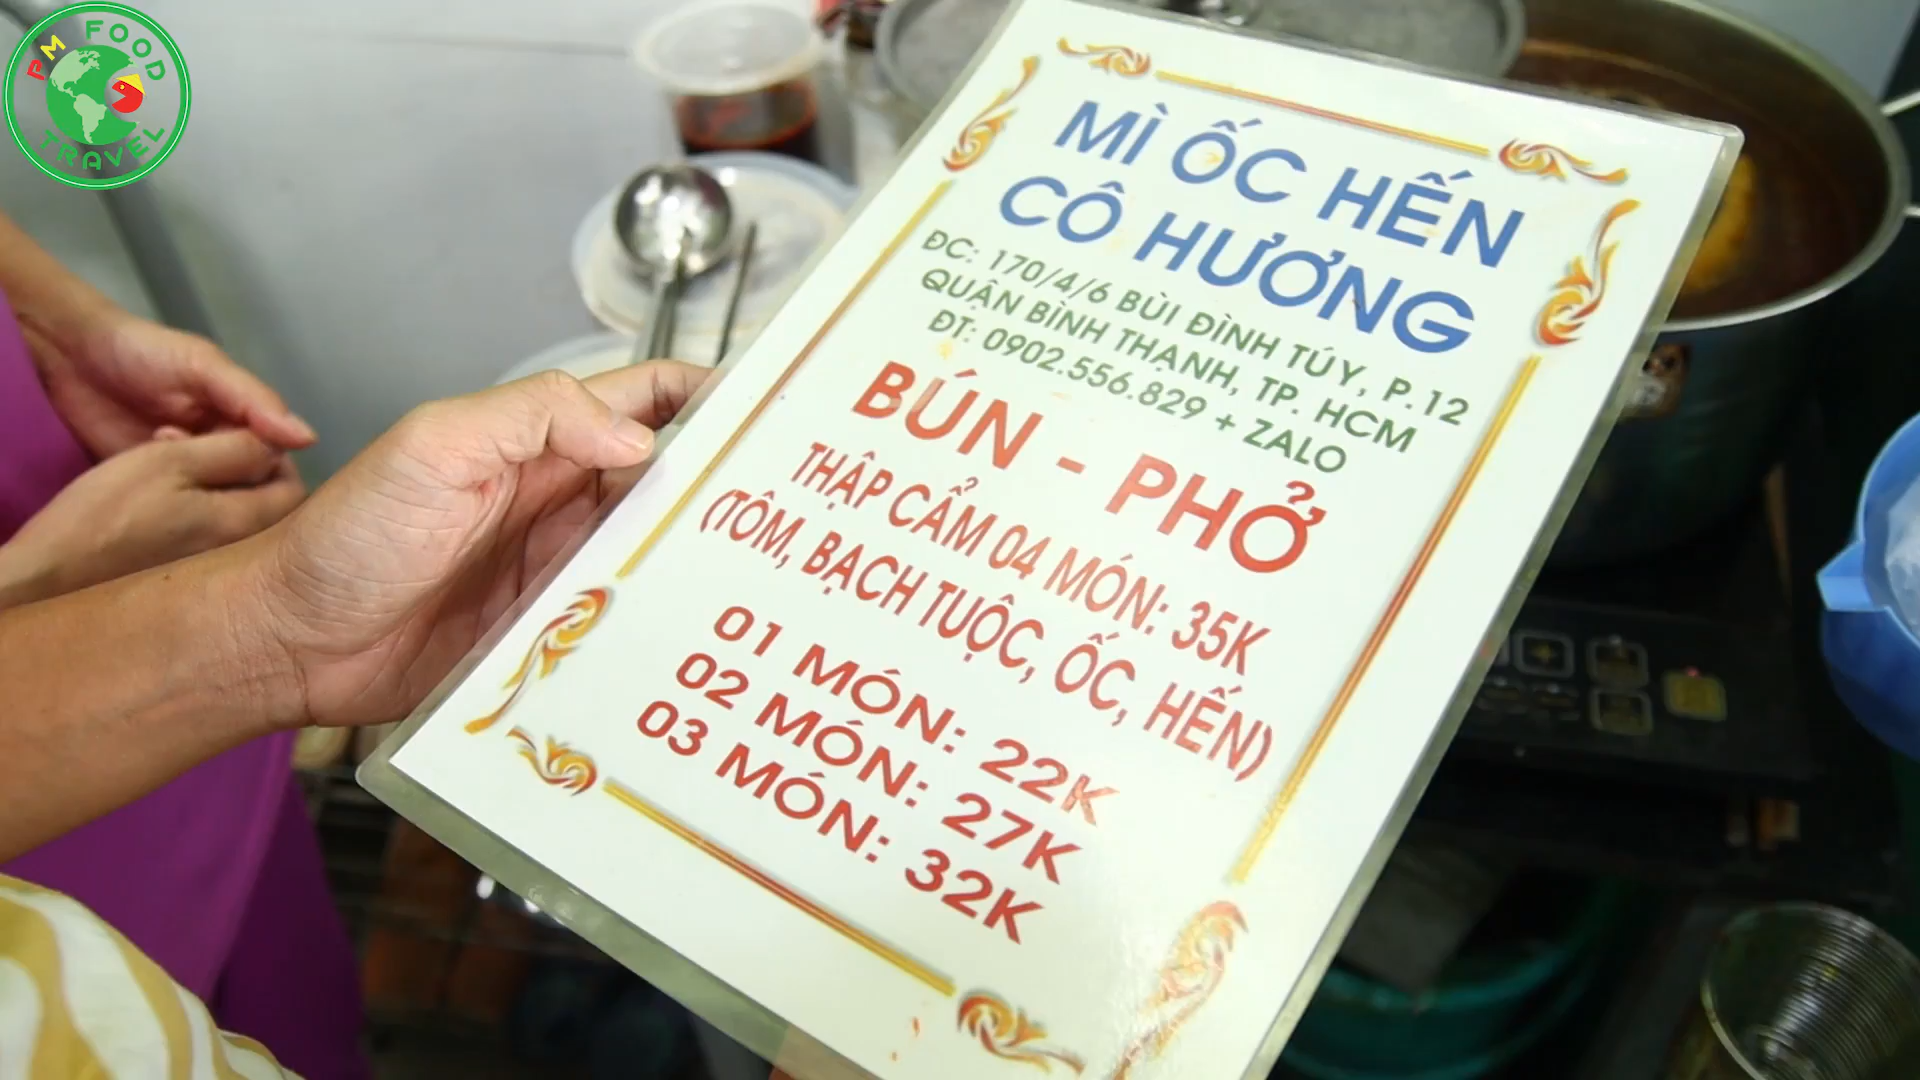 PM FOOD
TRAVEL
MÌ ỐC HẾN
CÔ HƯƠNG
ĐC: 170/4/6 BÙI ĐÌNH TÚY, P.12
QUẬN BÌNH THẠNH, TP. HCM
ĐT: 0902.556.829 + ZALO
BÚN - PHỞ
THẬP CẨM 04 MÓN: 35K
(TÔM, BẠCH TUỘC, ỐC, HẾN)
01 MÓN: 22K
02 MÓN: 27K
03 MÓN: 32K